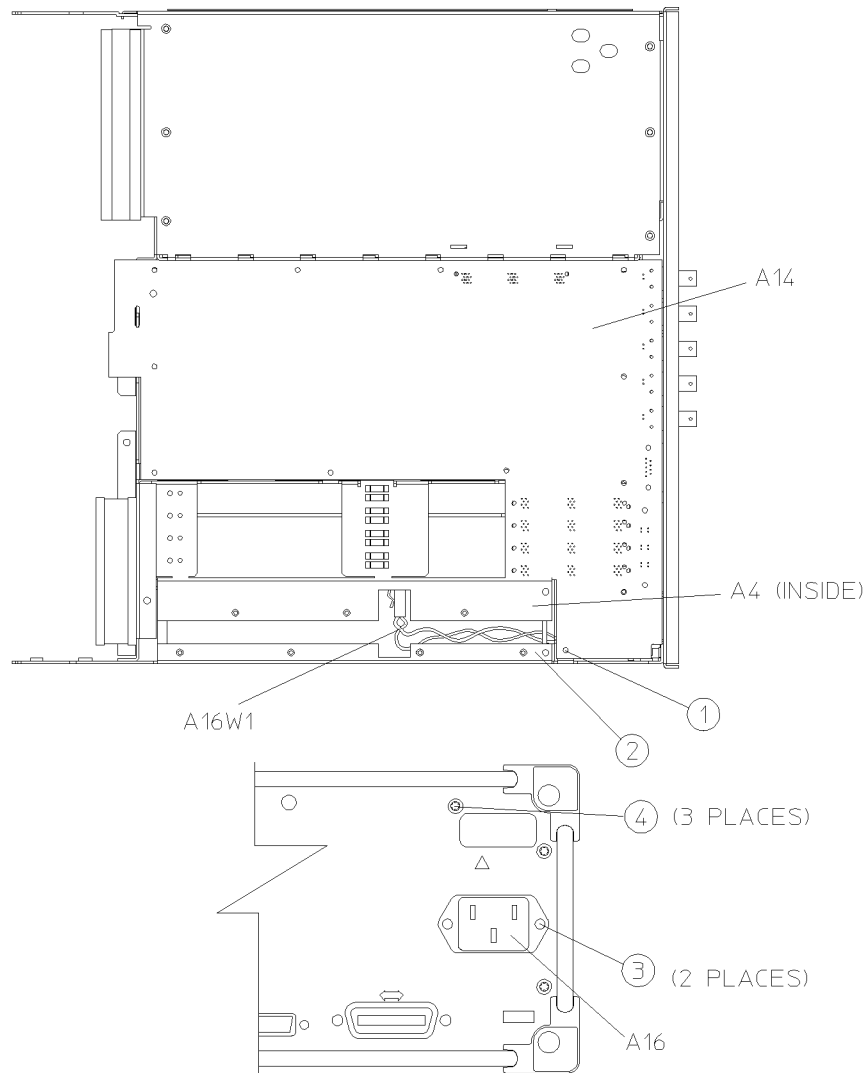 A14
A4 (INSIDE)
1
A16W1
2
4 (3 PLACES)
3 (2 PLACES)
A16